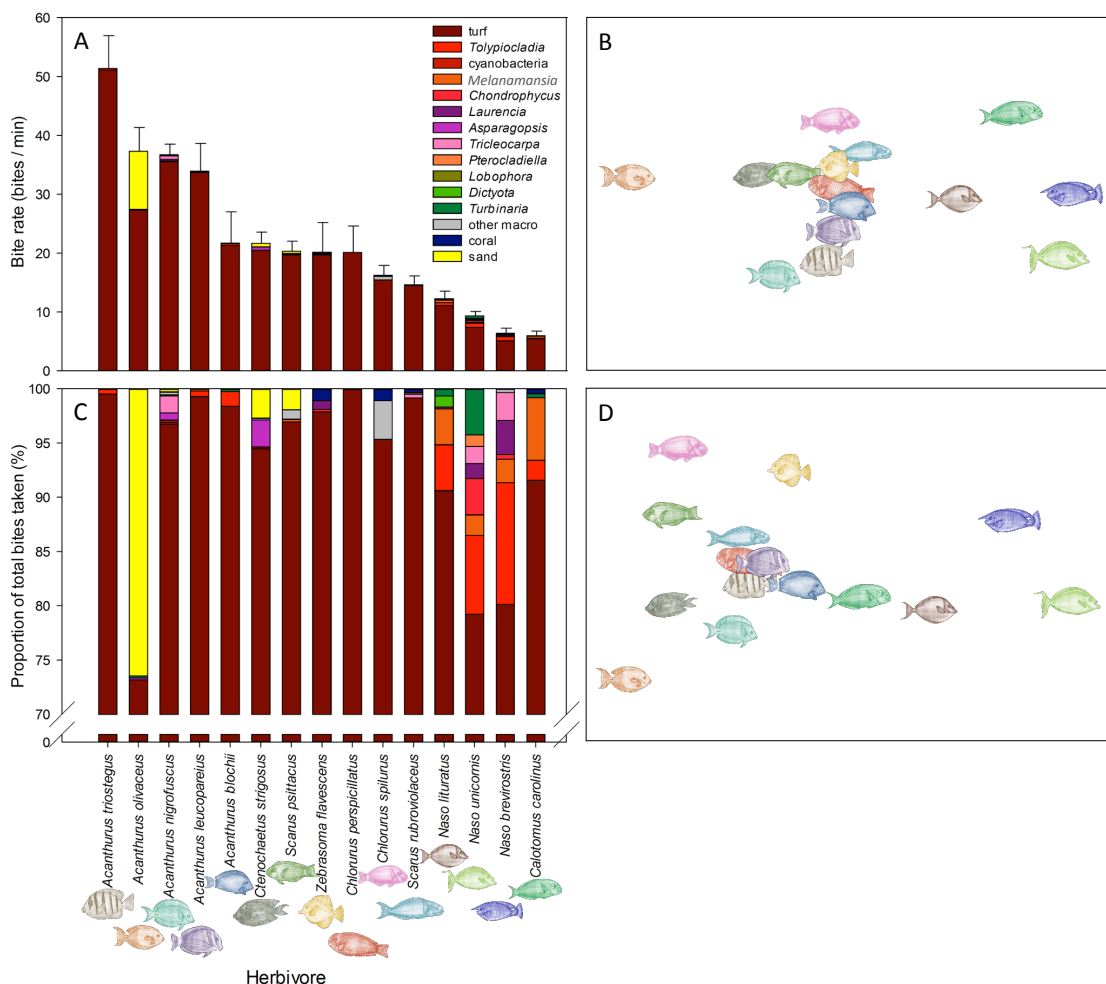 A
B
60
50
40
30
20
10
0
Bite rate (bites / min)
turf
Tolypiocladia
cyanobacteria
Melanamansia
Chondrophycus
Laurencia
Asparagopsis
Tricleocarpa
Pterocladiella
Lobophora
Dictyota
Turbinaria
other macro
coral
sand
C
D
100
95
90
85
80
75
70
0
Proportion of total bites taken (%)
Acanthurus triostegus
Acanthurus olivaceus
Acanthurus nigrofuscus
Acanthurus leucopareius
Acanthurus blochii
Ctenochaetus strigosus
Scarus psittacus
Zebrasoma flavescens
Chlorurus perspicillatus
Chlorurus spilurus
Scarus rubroviolaceus
Naso lituratus
Naso unicornis
Naso brevirostris
Calotomus carolinus
Herbivore